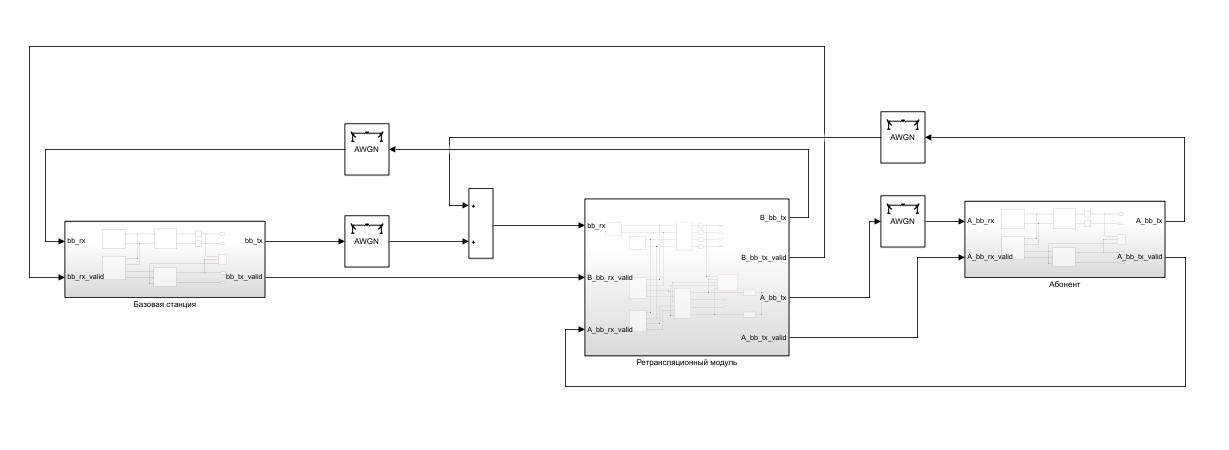 AWGN
bb_rx
bb_rx_valid
bb_tx
bb_tx_valid
Базовая станция
AWGN
+
+
bb_rx
B_bb_rx_valid
A_bb_rx_valid
B_bb_tx
B_bb_tx_valid
A_bb_tx
A_bb_tx_valid
Ретрансляционный модуль
AWGN
AWGN
A_bb_rx
A_bb_rx_valid
A_bb_tx
A_bb_tx_valid
Абонент